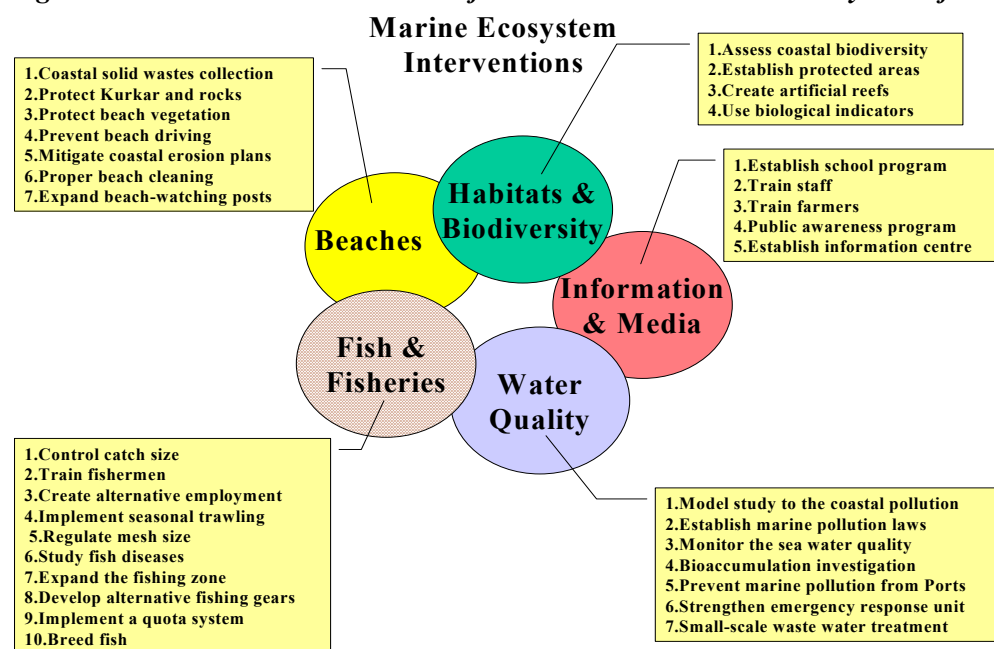 Marine Ecosystem
Interventions
1.Coastal solid wastes collection
2.Protect Kurkar and rocks
3.Protect beach vegetation
4.Prevent beach driving
5.Mitigate coastal erosion plans
6.Proper beach cleaning
7.Expand beach-watching posts
1.Assess coastal biodiversity
2.Establish protected areas
3.Create artificial reefs
4.Use biological indicators
1.Establish school program
2.Train staff
3.Train farmers
4.Public awareness program
5.Establish information centre
Beaches
Habitats &
Biodiversity
Information
& Media
Fish &
Fisheries
Water
Quality
1.Control catch size
2.Train fishermen
3.Create alternative employment
4.Implement seasonal trawling
5.Regulate mesh size
6.Study fish diseases
7.Expand the fishing zone
8.Develop alternative fishing gears
9.Implement a quota system
10.Breed fish
1.Model study to the coastal pollution
2.Establish marine pollution laws
3.Monitor the sea water quality
4.Bioaccumulation investigation
5.Prevent marine pollution from Ports
6.Strengthen emergency response unit
7.Small-scale waste water treatment